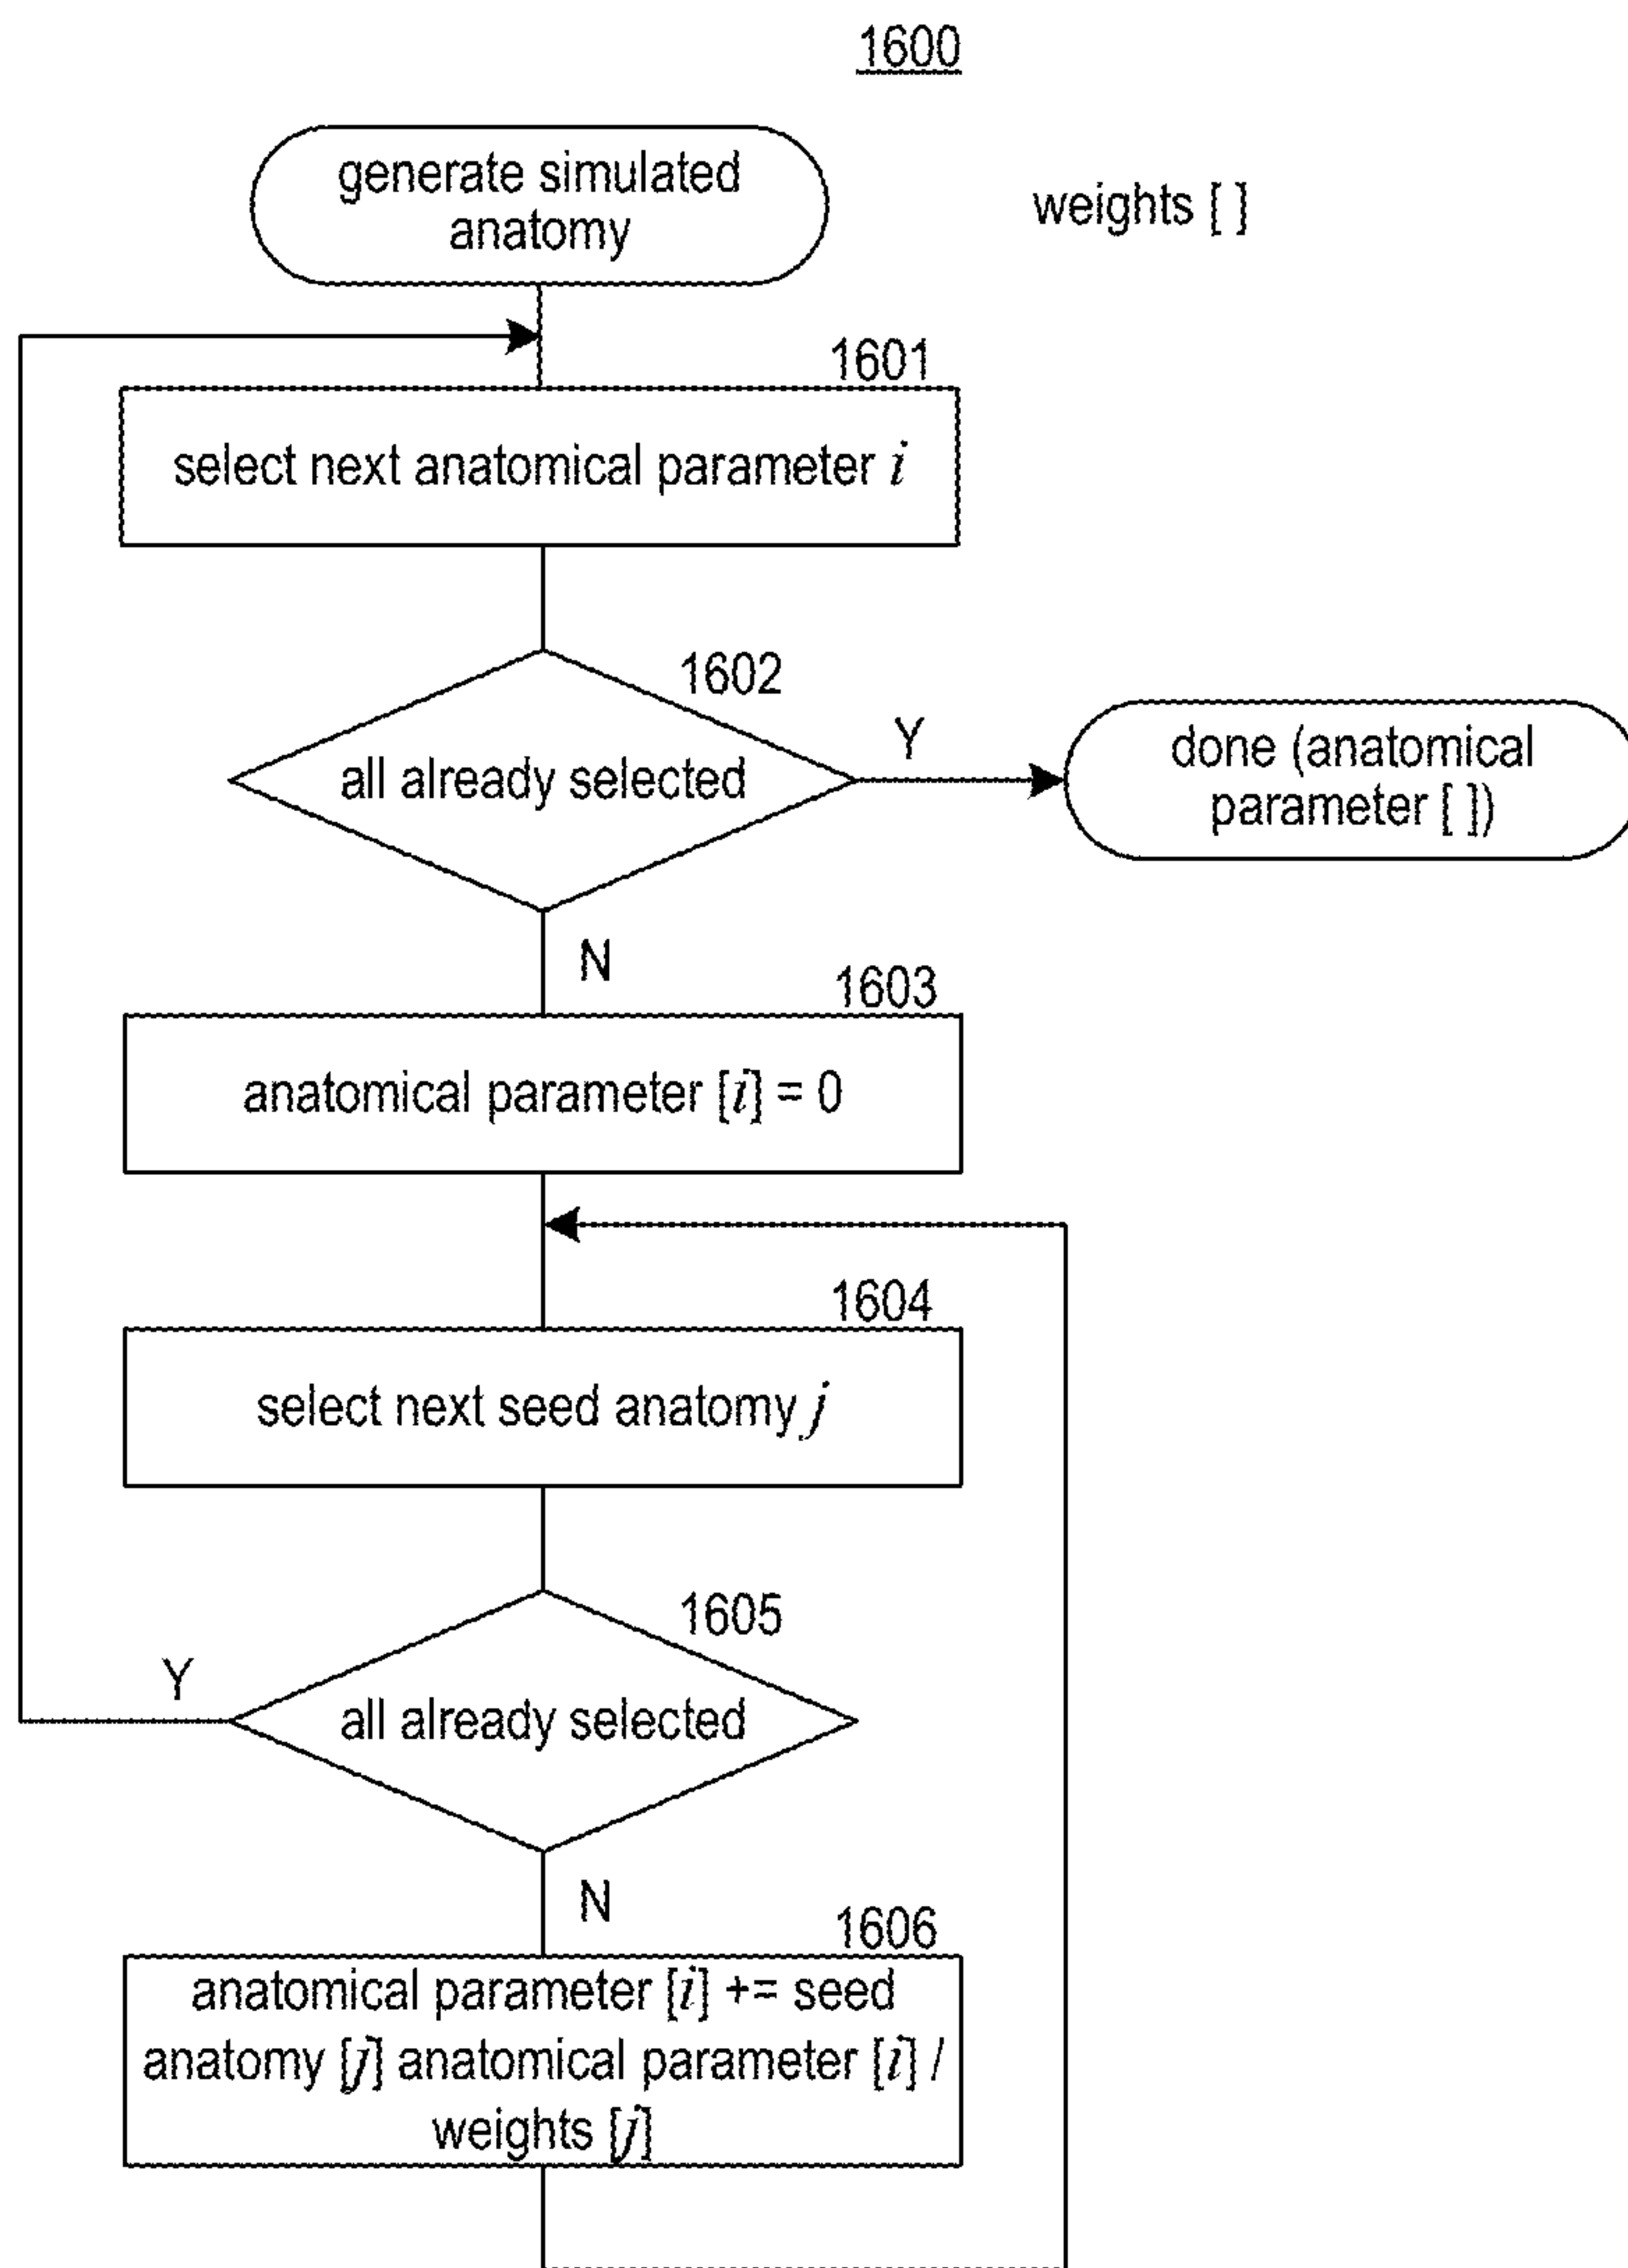 1600
generate simulated
anatomy
weights [ ]
1601
select next anatomical parameter i
1602
all already selected
Y
done (anatomical
parameter [ ])
N
1603
anatomical parameter [i] = 0
1604
select next seed anatomy j
1605
Y
all already selected
N
1606
anatomical parameter [i] += seed
anatomy [j] anatomical parameter [i] /
weights [j]